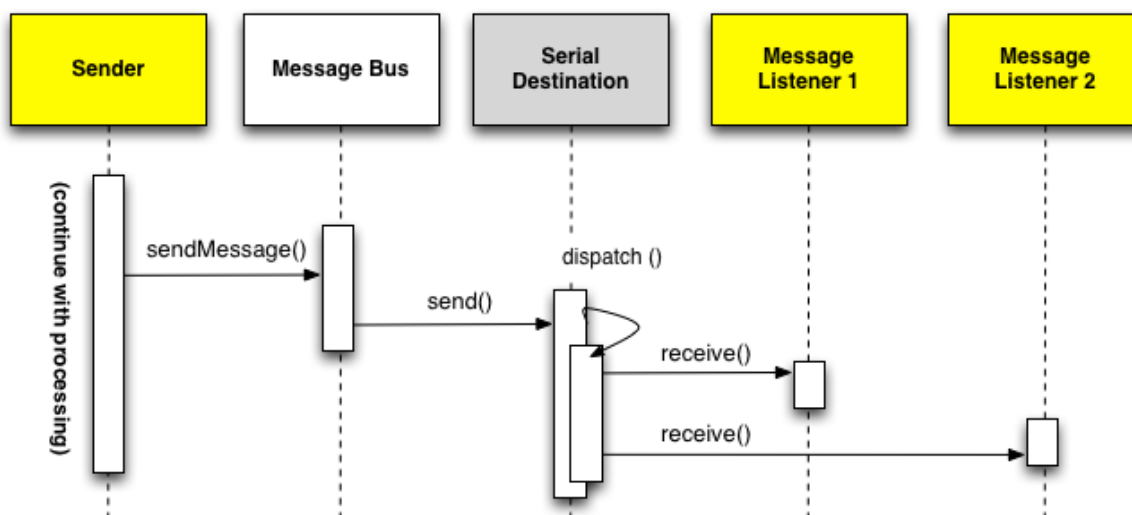 Sender
Message Bus
Serial
Destination
Message
Listener 1
Message
Listener 2
(continue with processing)
sendMessage()
dispatch ()
send()
receive()
receive()